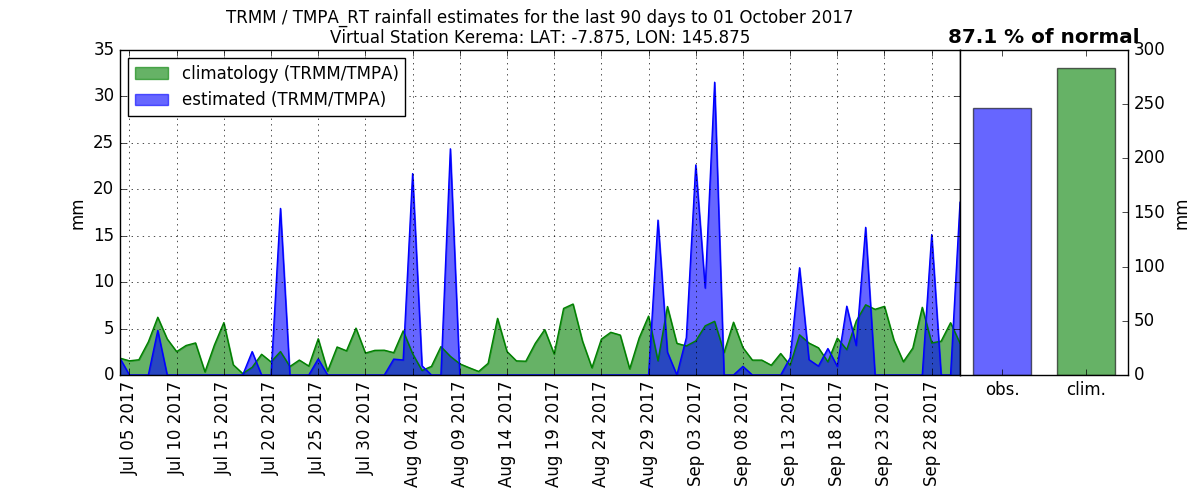 TRMM / TMPA_RT rainfall estimates for the last 90 days to 01 October 2017
Virtual Station Kerema: LAT: -7.875, LON: 145.875
87.1 % of normal
climatology (TRMM/TMPA)
estimated (TRMM/TMPA)
35
30
25
20
15
10
5
0
mm
Jul 05 2017
Jul 10 2017
Jul 15 2017
Jul 20 2017
Jul 25 2017
Jul 30 2017
Aug 04 2017
Aug 09 2017
Aug 14 2017
Aug 19 2017
Aug 24 2017
Aug 29 2017
Sep 03 2017
Sep 08 2017
Sep 13 2017
Sep 18 2017
Sep 23 2017
Sep 28 2017
obs.
clim.
300
250
200
150
100
50
0
mm